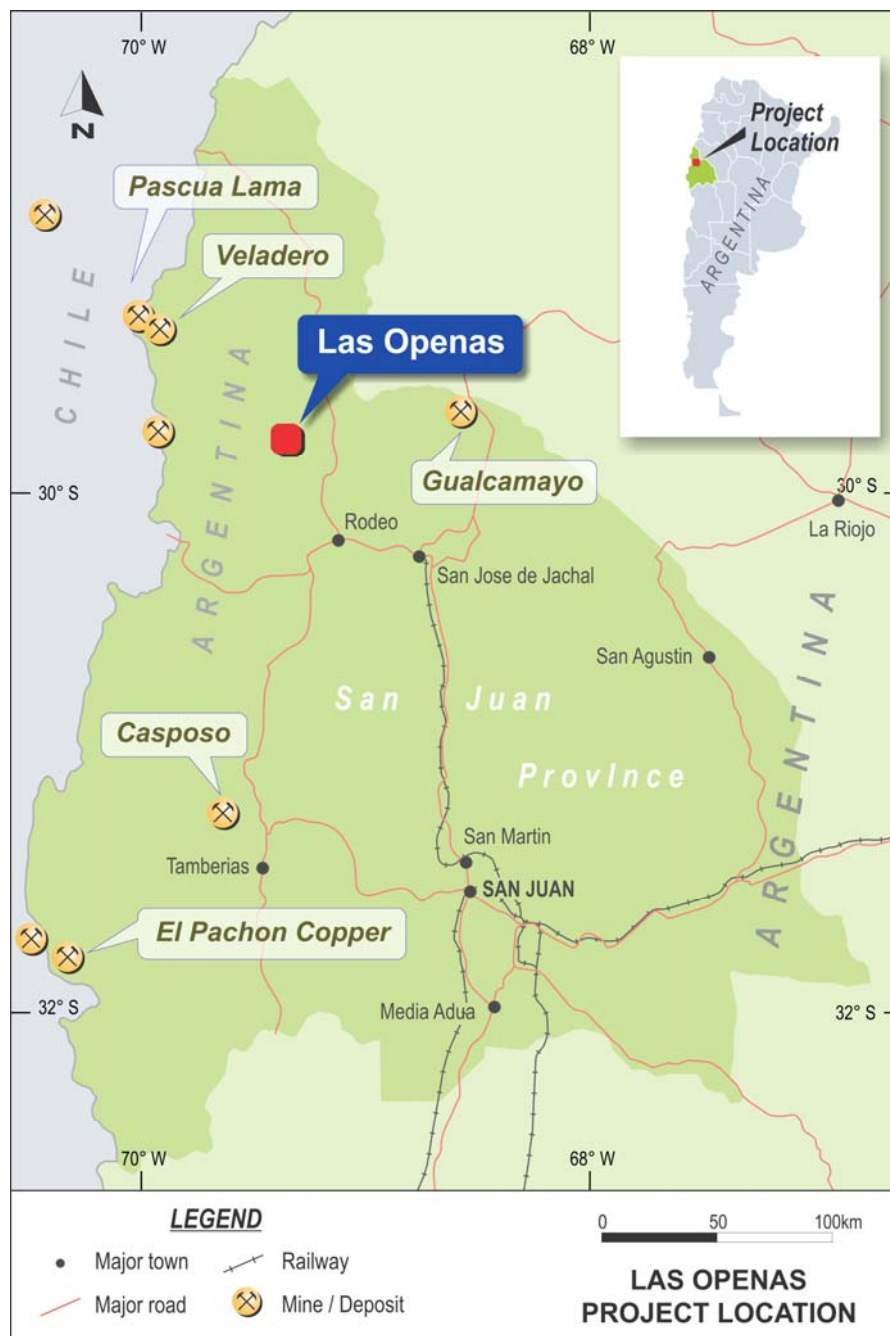 70° W
68° W
N
Project
Location
ARGENTINA
Pascua Lama
Veladero
CHILE
Las Openas
ARGENTINA
Gualcamayo
30° S
30° S
Rodeo
La Riojo
San Jose de Jachal
San Agustin
ARGENTINA
San Juan
Province
Casposo
San Martin
Tamberias
SAN JUAN
El Pachon Copper
Media Adua
32° S
32° S
70° W
68° W
LEGEND
Major town
Railway
Major road
Mine / Deposit
0 50 100km
LAS OPENAS
PROJECT LOCATION